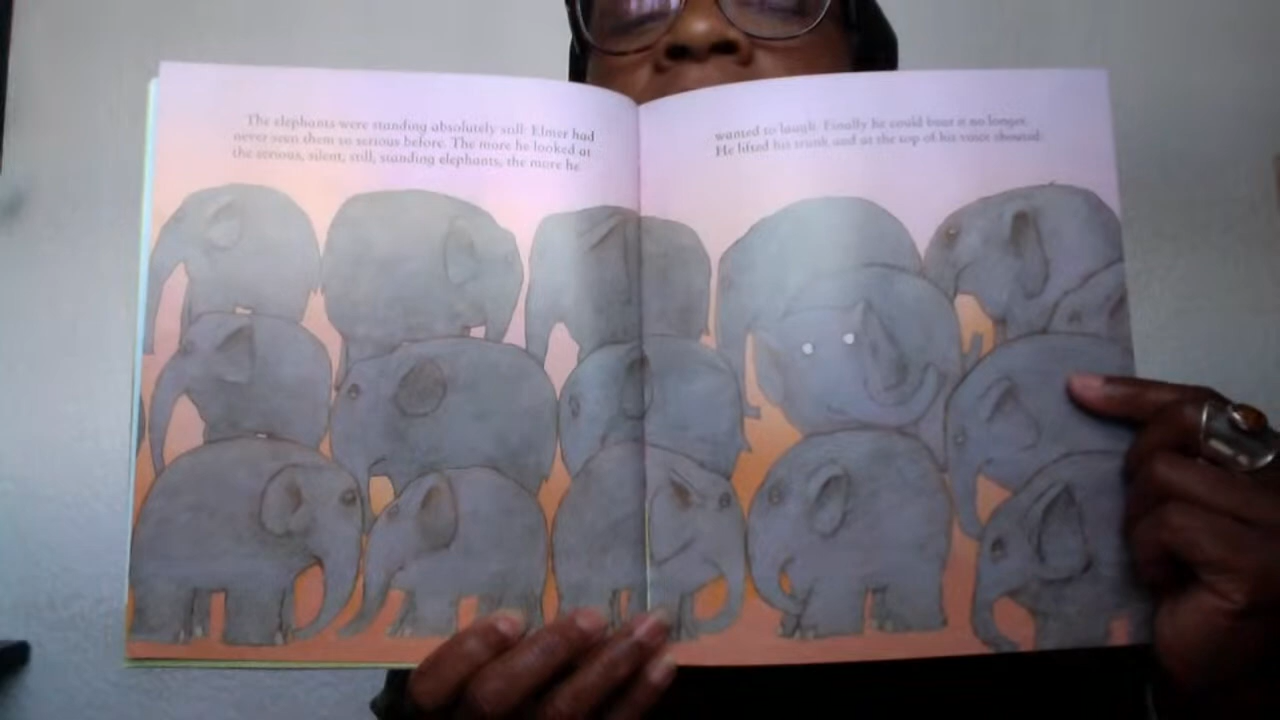 The elephants were standing absolutely still. Elmer had
never seen them so serious before. The more he looked at
the serious, silent, still, standing elephants, the more he
wanted to laugh. Finally he could bear it no longer.
He lifted his trunk and at the top of his voice shouted: